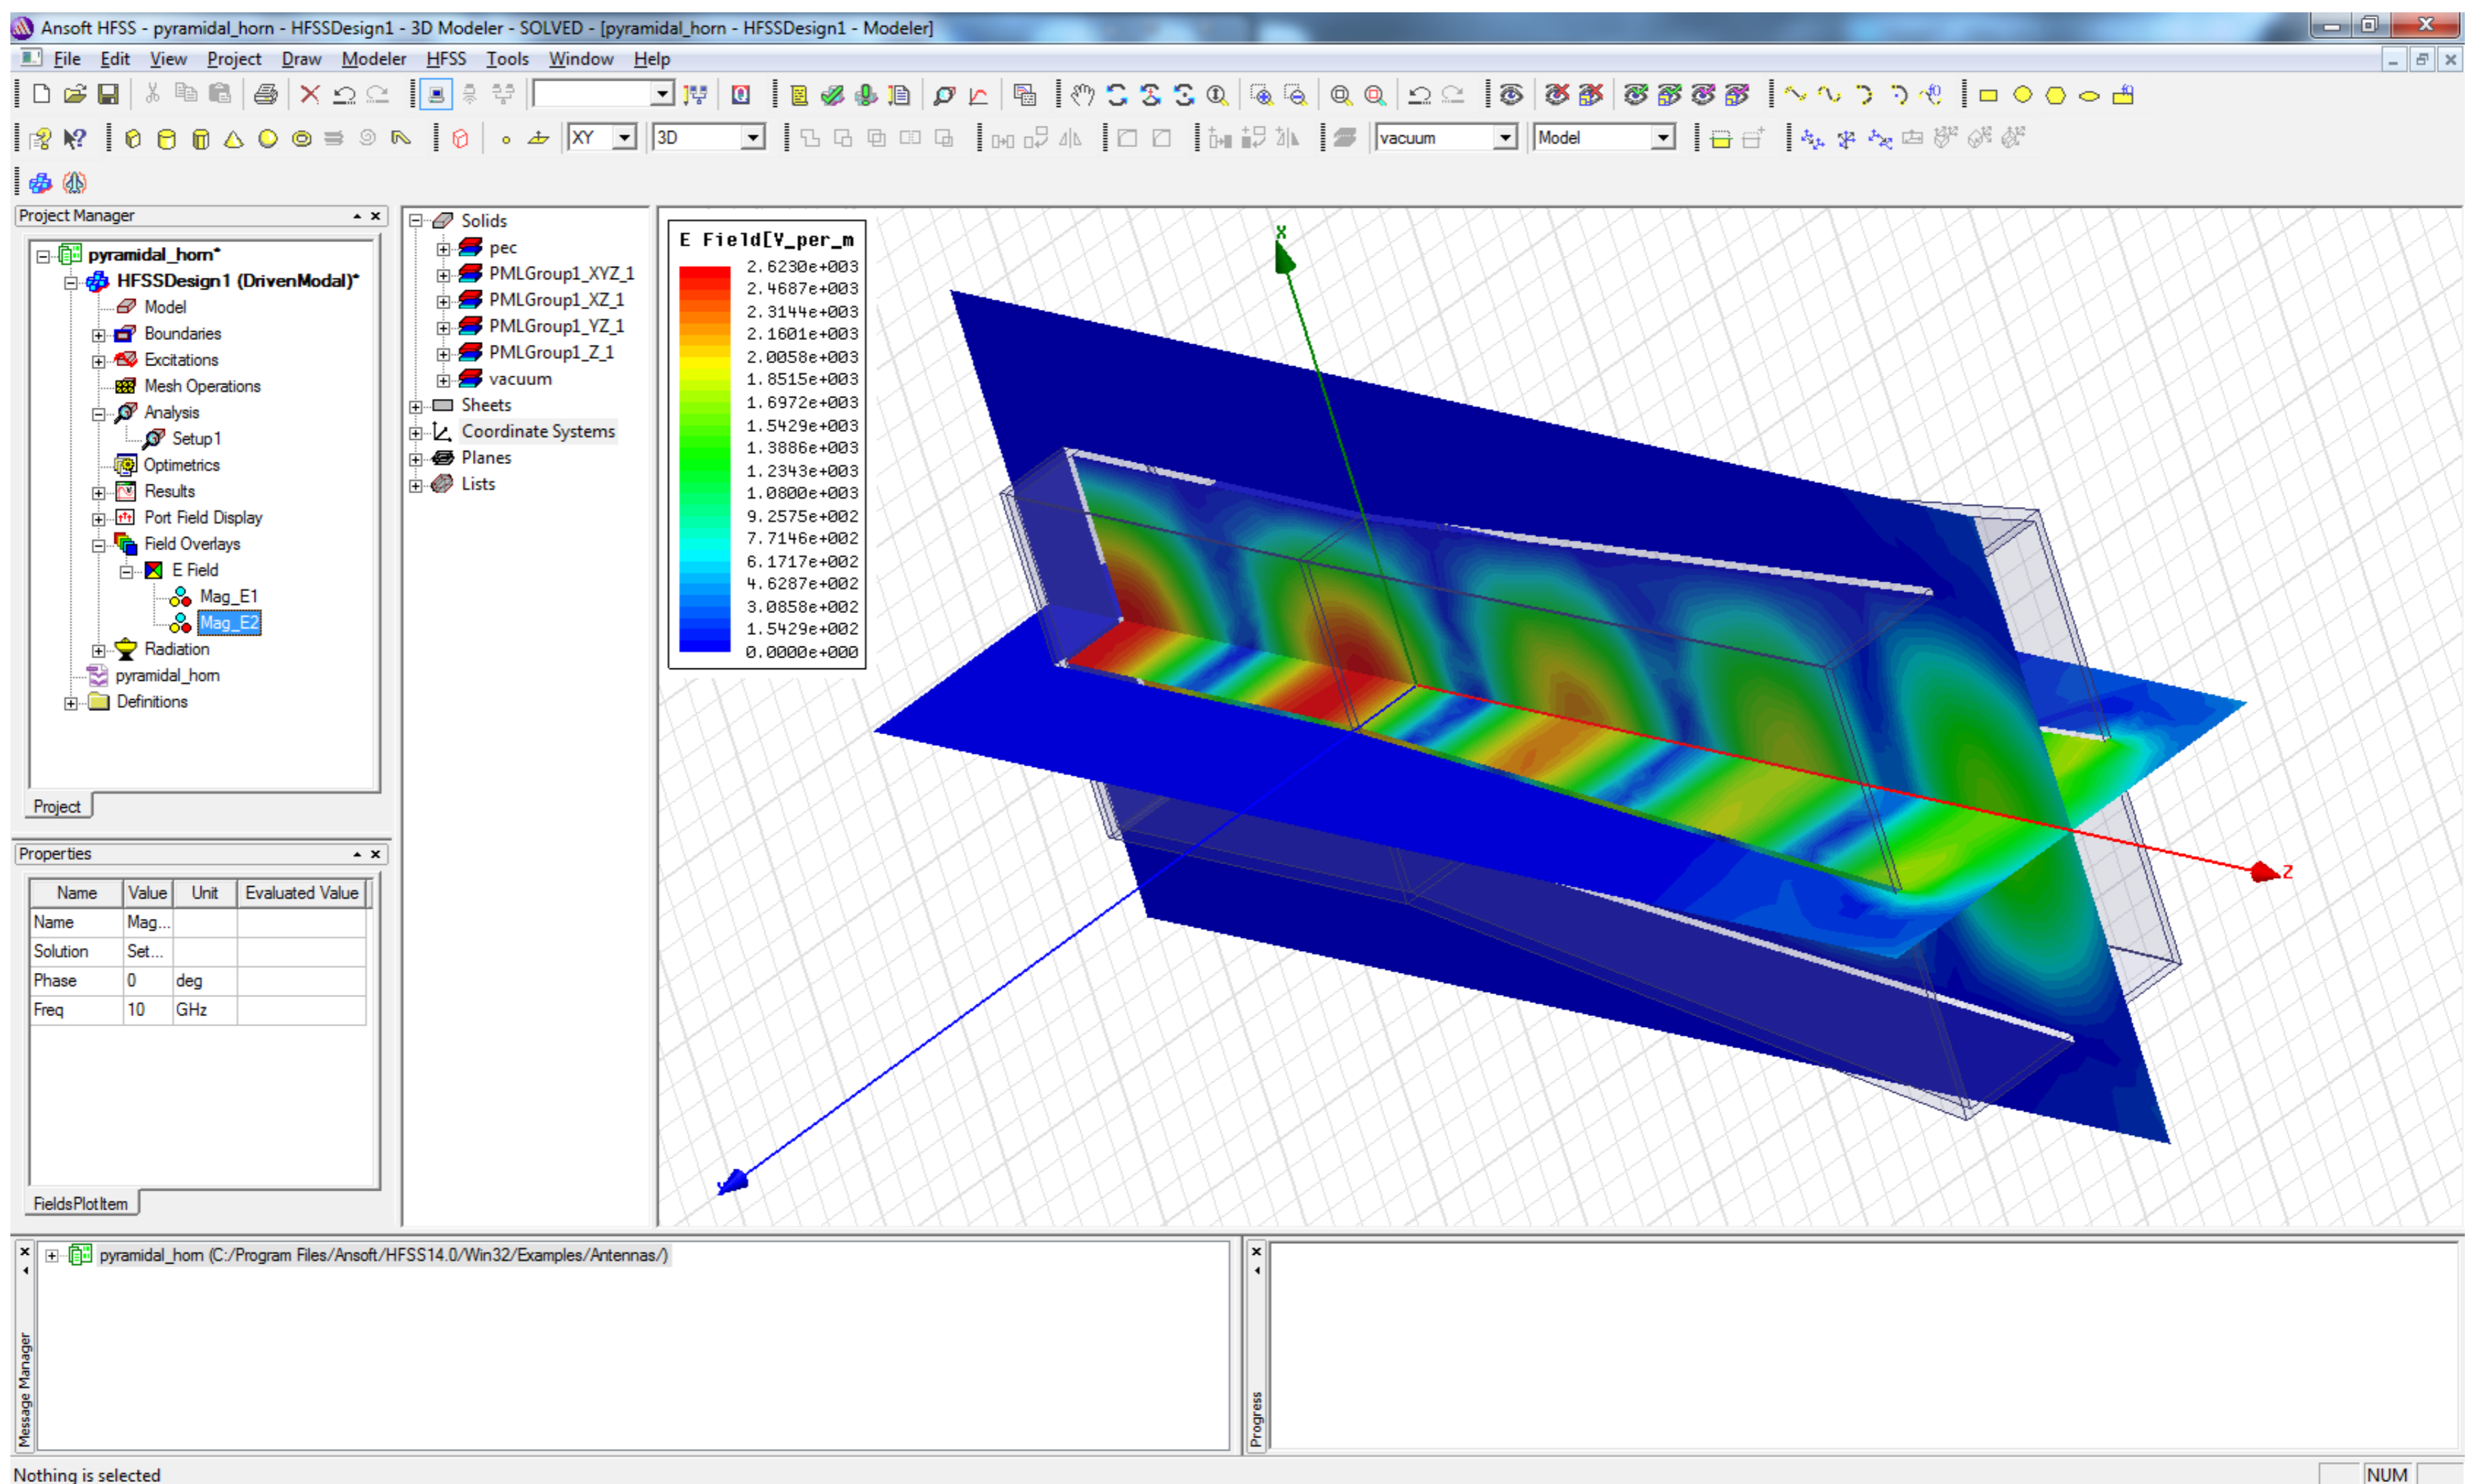 Ansoft HFSS - pyramidal_horn - HFSSDesign1 - 3D Modeler - SOLVED - [pyramidal_horn - HFSSDesign1 - Modeler]
File Edit View Project Draw Modeler HFSS Tools Window Help
XY 3D vacuum Model
Project Manager
pyramidal_horn*
HFSSDesign1 (DrivenModal)*
Model
Boundaries
Excitations
Mesh Operations
Analysis
Setup1
Optimetrics
Results
Port Field Display
Field Overlays
E Field
Mag_E1
Mag_E2
Radiation
pyramidal_horn
Definitions
Project
Properties
Name Value Unit Evaluated Value
Name Mag...
Solution Set...
Phase 0 deg
Freq 10 GHz
FieldsPlotItem
Solids
pec
PMLGroup1_XYZ_1
PMLGroup1_XZ_1
PMLGroup1_YZ_1
PMLGroup1_Z_1
vacuum
Sheets
Coordinate Systems
Planes
Lists
E Field[V_per_m
2.6230e+003
2.4687e+003
2.3144e+003
2.1601e+003
2.0058e+003
1.8515e+003
1.6972e+003
1.5429e+003
1.3886e+003
1.2343e+003
1.0800e+003
9.2575e+002
7.7146e+002
6.1717e+002
4.6287e+002
3.0858e+002
1.5429e+002
0.0000e+000
X
Z
pyramidal_horn (C:/Program Files/Ansoft/HFSS14.0/Win32/Examples/Antennas/)
Message Manager
Progress
Nothing is selected
NUM